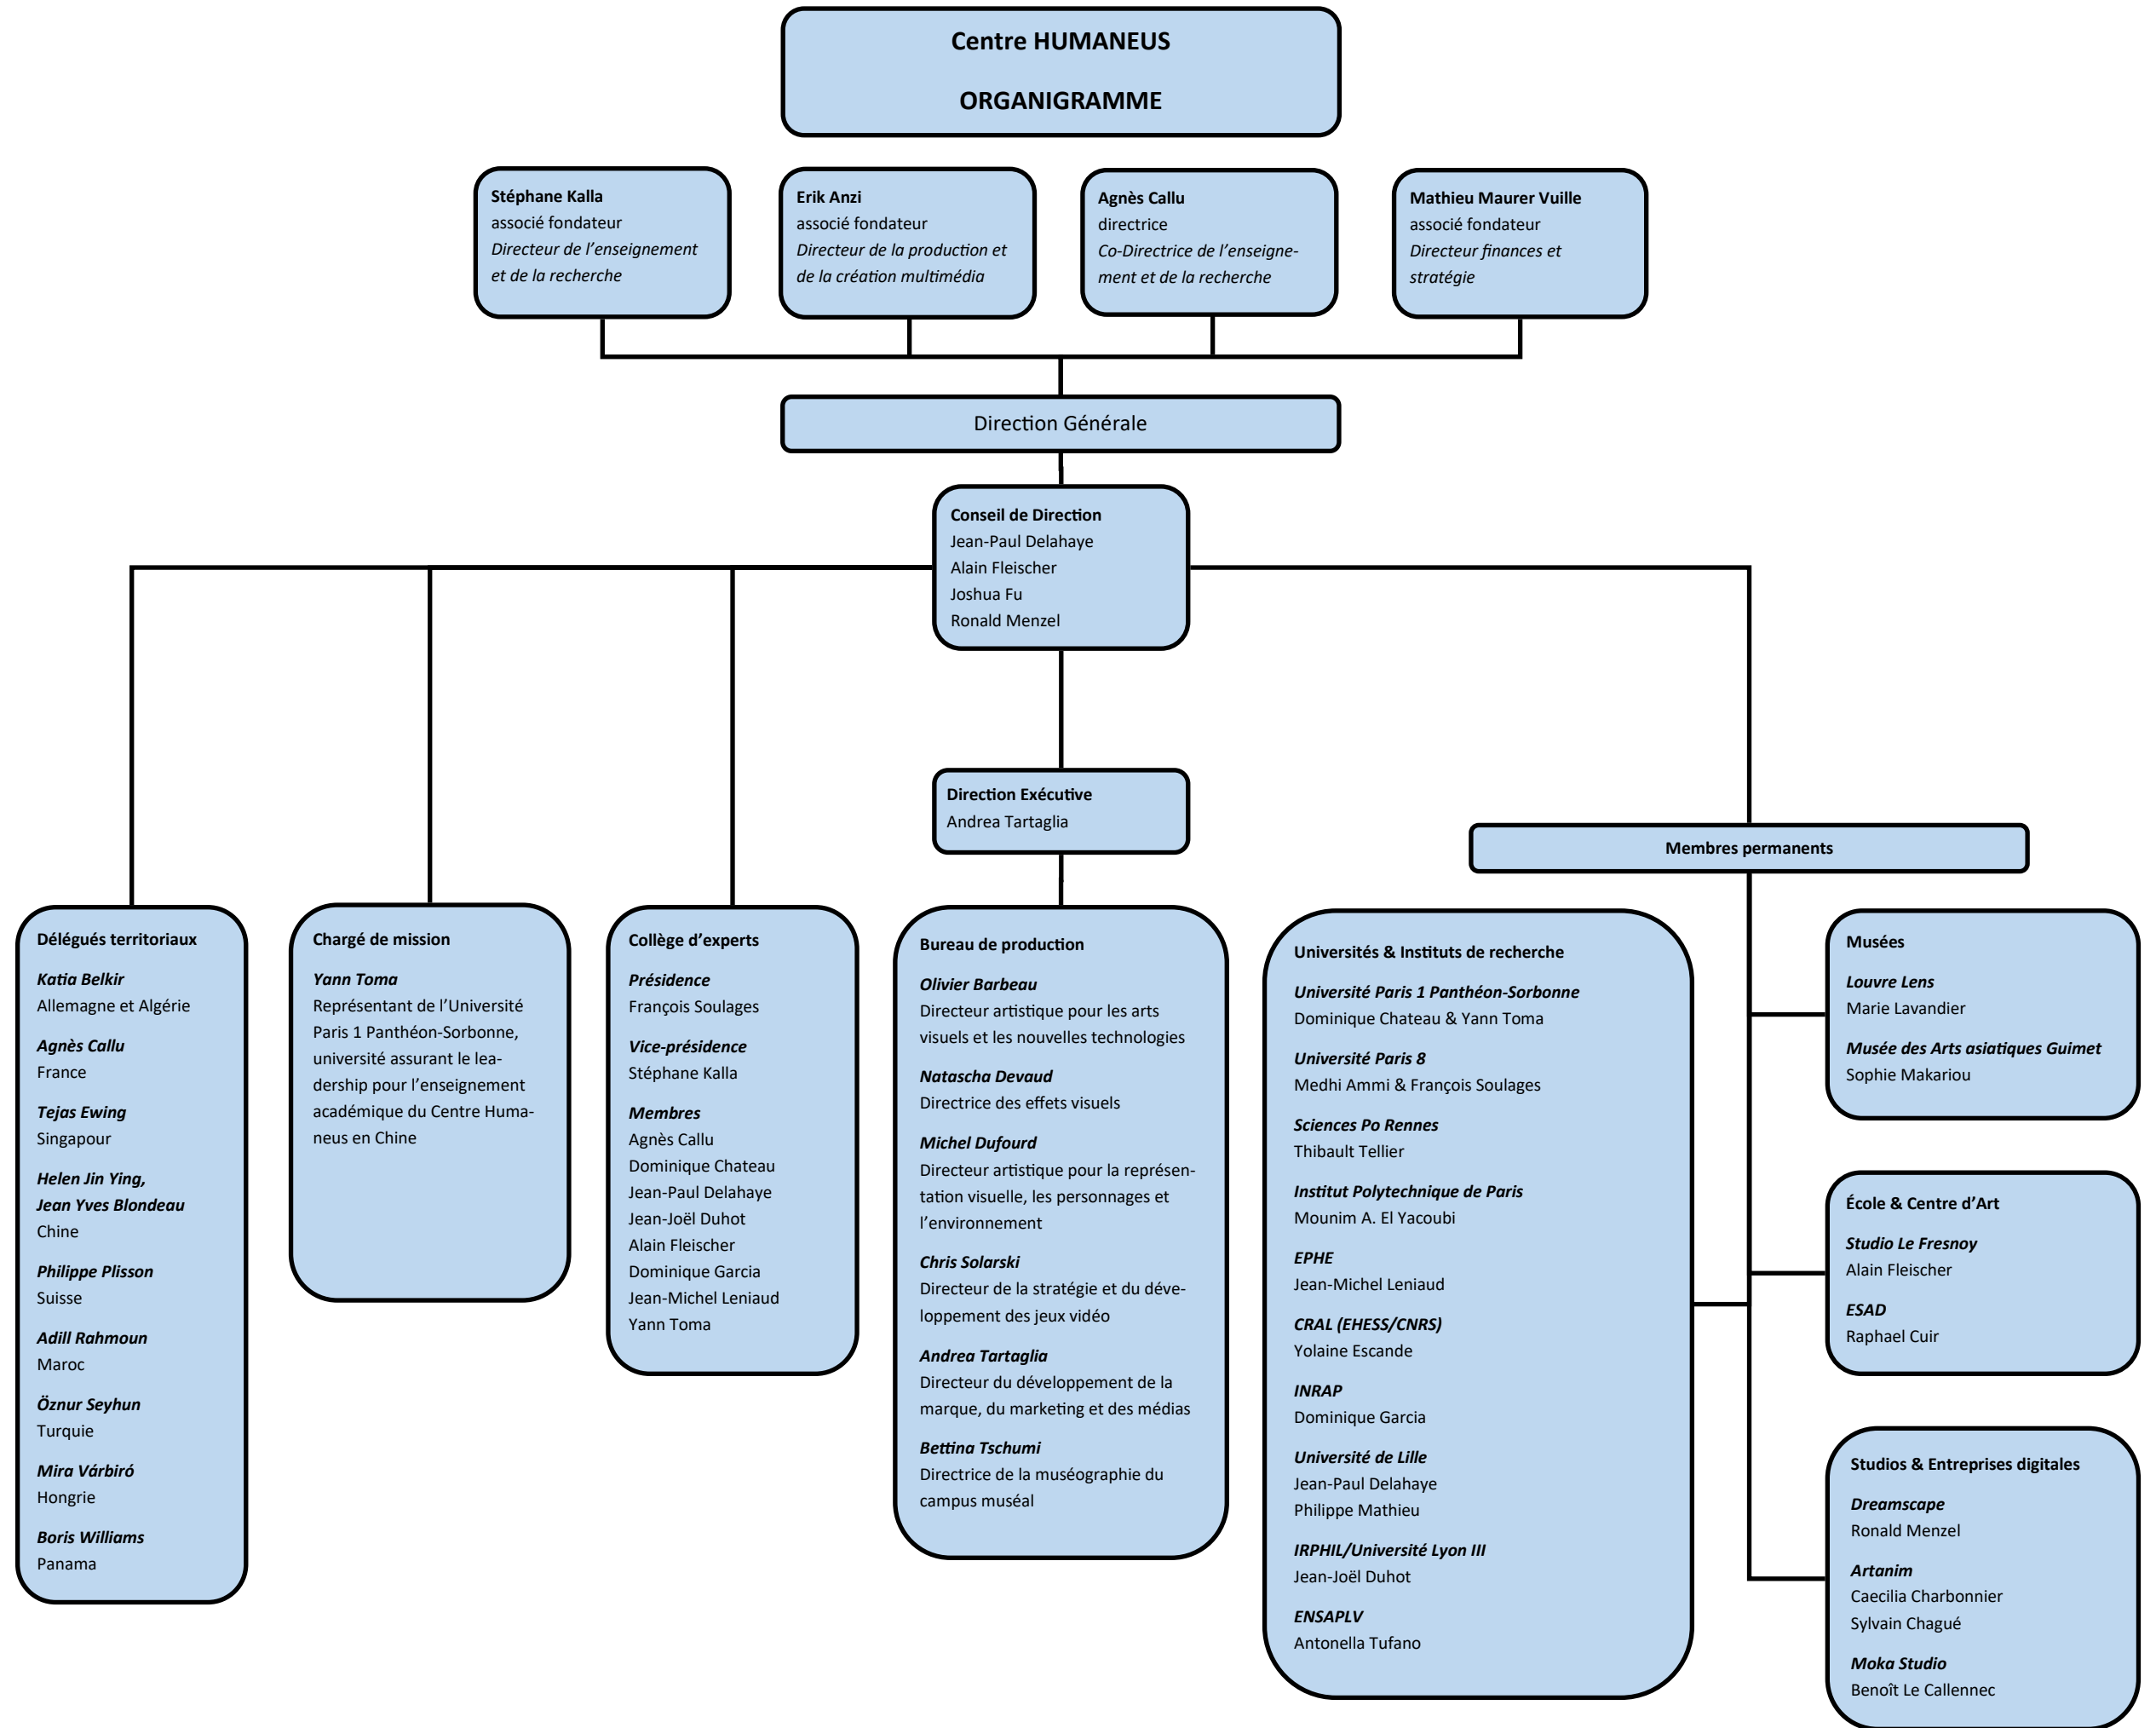 Centre HUMANEUS
ORGANIGRAMME
Stéphane Kalla
associé fondateur
Directeur de l'enseignement
et de la recherche
Erik Anzi
associé fondateur
Directeur de la production et
de la création multimédia
Agnès Callu
directrice
Co-Directrice de l'enseigne-
ment et de la recherche
Mathieu Maurer Vuille
associé fondateur
Directeur finances et
stratégie
Direction Générale
Conseil de Direction
Jean-Paul Delahaye
Alain Fleischer
Joshua Fu
Ronald Menzel
Direction Exécutive
Andrea Tartaglia
Membres permanents
Délégués territoriaux
Katia Belkir
Allemagne et Algérie
Agnès Callu
France
Tejas Ewing
Singapour
Helen Jin Ying,
Jean Yves Blondeau
Chine
Philippe Plisson
Suisse
Adill Rahmoun
Maroc
Öznur Seyhun
Turquie
Mira Várbiró
Hongrie
Boris Williams
Panama
Chargé de mission
Yann Toma
Représentant de l'Université
Paris 1 Panthéon-Sorbonne,
université assurant le lea-
dership pour l'enseignement
académique du Centre Huma-
neus en Chine
Collège d'experts
Présidence
François Soulages
Vice-présidence
Stéphane Kalla
Membres
Agnès Callu
Dominique Chateau
Jean-Paul Delahaye
Jean-Joël Duhot
Alain Fleischer
Dominique Garcia
Jean-Michel Leniaud
Yann Toma
Bureau de production
Olivier Barbeau
Directeur artistique pour les arts
visuels et les nouvelles technologies
Natascha Devaud
Directrice des effets visuels
Michel Dufourd
Directeur artistique pour la représen-
tation visuelle, les personnages et
l'environnement
Chris Solarski
Directeur de la stratégie et du déve-
loppement des jeux vidéo
Andrea Tartaglia
Directeur du développement de la
marque, du marketing et des médias
Bettina Tschumi
Directrice de la muséographie du
campus muséal
Universités & Instituts de recherche
Université Paris 1 Panthéon-Sorbonne
Dominique Chateau & Yann Toma
Université Paris 8
Medhi Ammi & François Soulages
Sciences Po Rennes
Thibault Tellier
Institut Polytechnique de Paris
Mounim A. El Yacoubi
EPHE
Jean-Michel Leniaud
CRAL (EHESS/CNRS)
Yolaine Escande
INRAP
Dominique Garcia
Université de Lille
Jean-Paul Delahaye
Philippe Mathieu
IRPHIL/Université Lyon III
Jean-Joël Duhot
ENSAPLV
Antonella Tufano
Musées
Louvre Lens
Marie Lavandier
Musée des Arts asiatiques Guimet
Sophie Makariou
École & Centre d'Art
Studio Le Fresnoy
Alain Fleischer
ESAD
Raphael Cuir
Studios & Entreprises digitales
Dreamscape
Ronald Menzel
Artanim
Caecilia Charbonnier
Sylvain Chagué
Moka Studio
Benoît Le Callennec